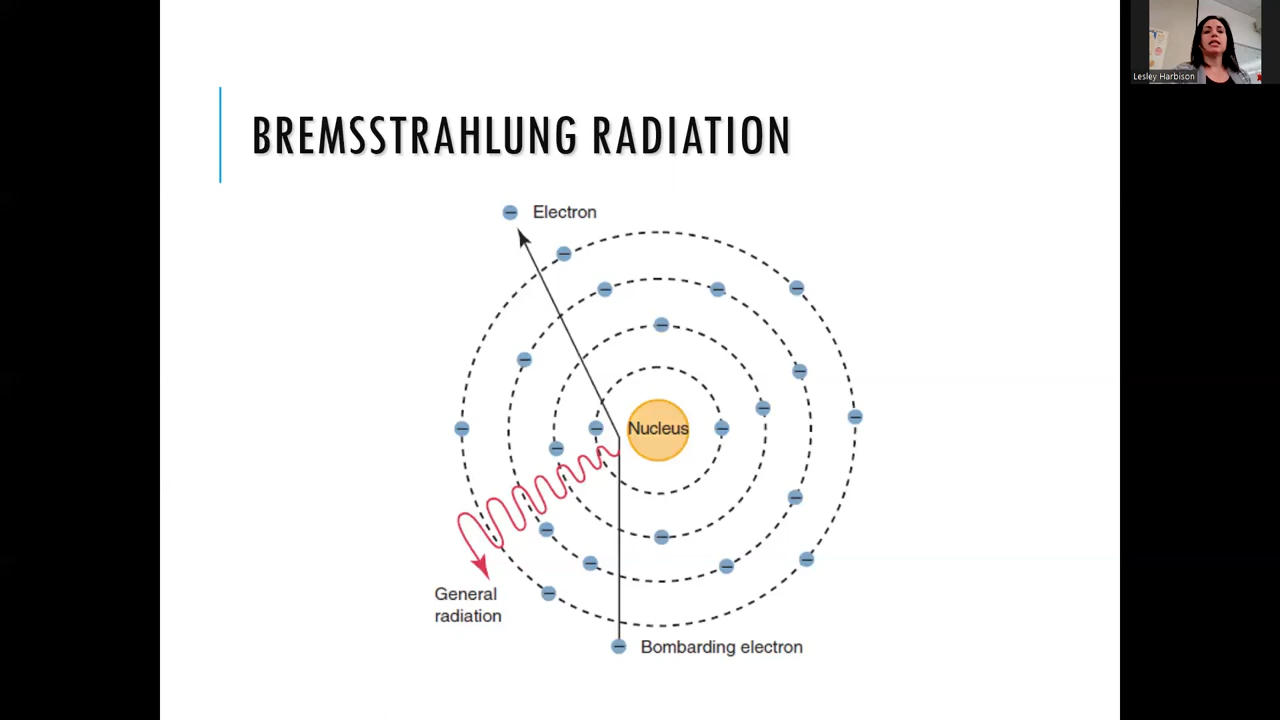 Lesley Harbison
BREMSSTRAHLUNG RADIATION
Electron
Nucleus
General
radiation
Bombarding electron